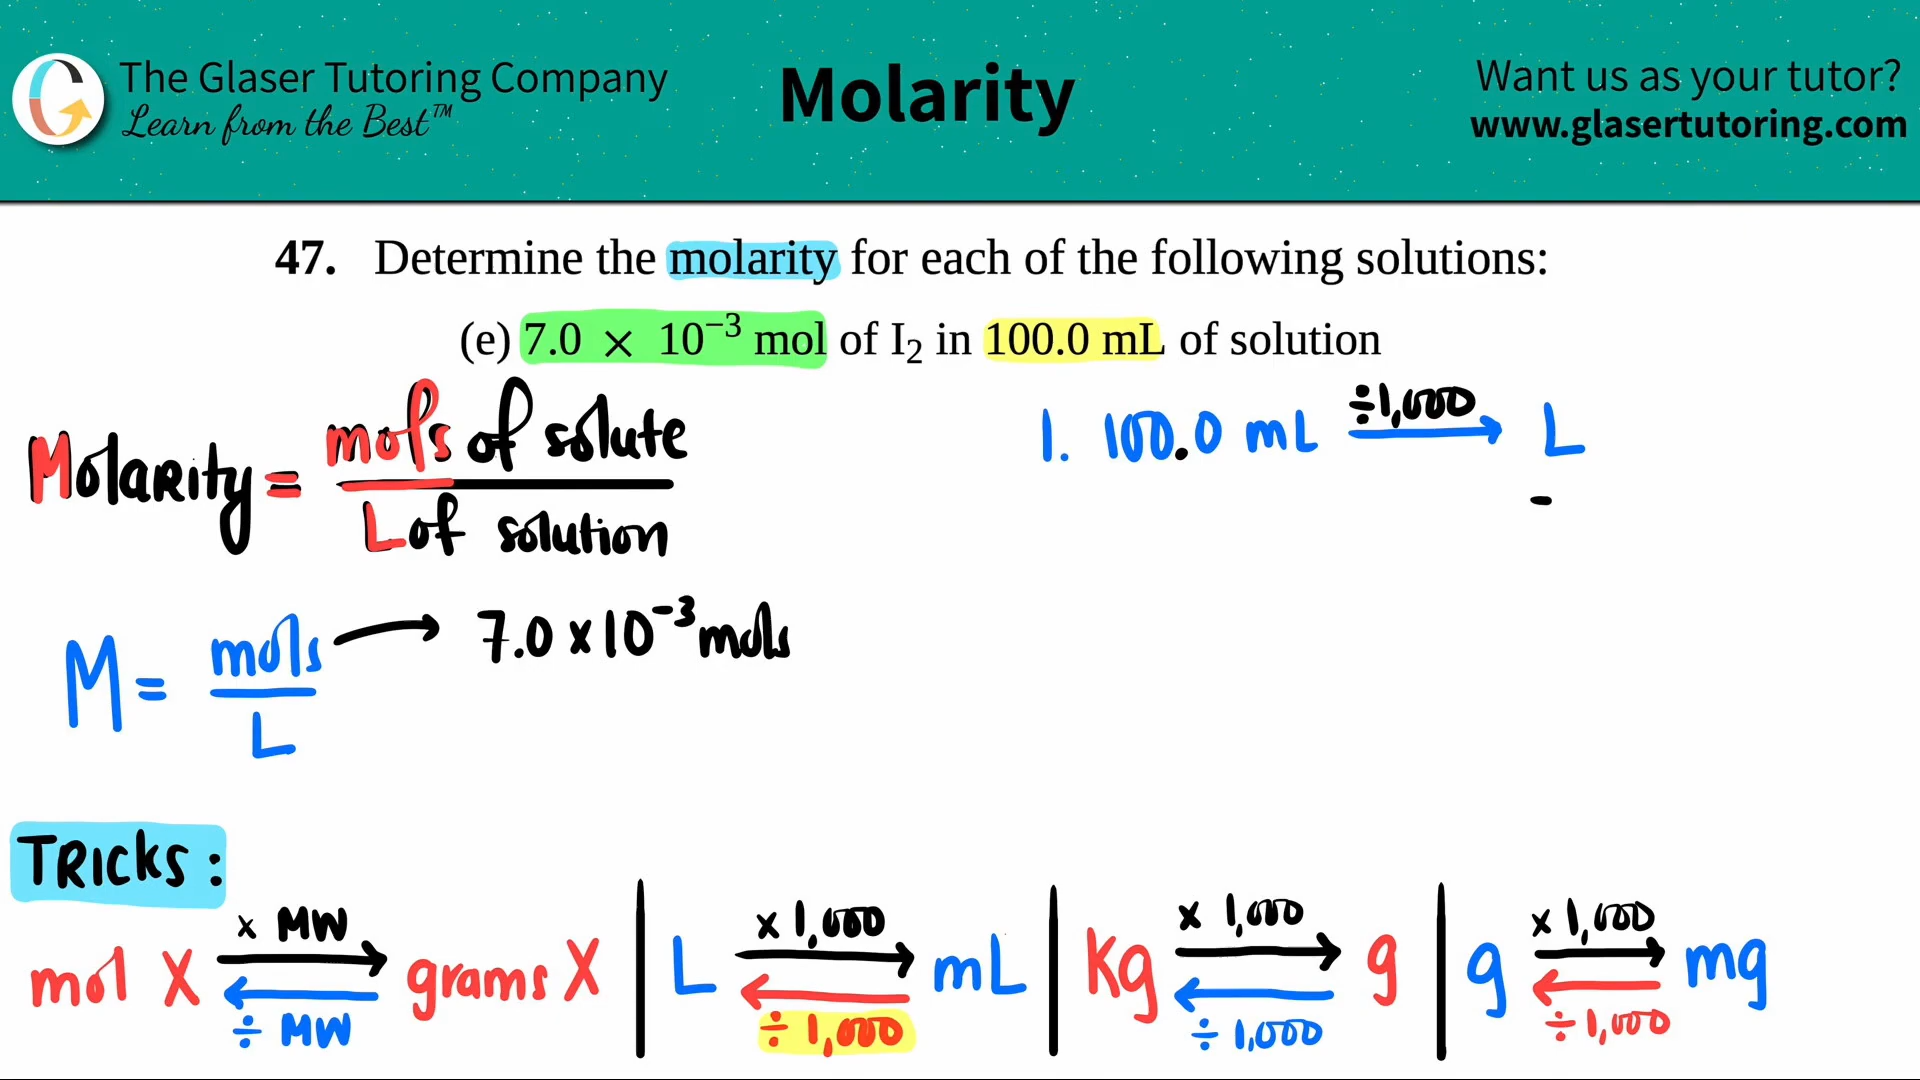 The Glaser Tutoring Company
Learn from the Best™
Molarity
Want us as your tutor?
www.glasertutoring.com
47. Determine the molarity for each of the following solutions:
(e) 7.0 × 10⁻³ mol of I₂ in 100.0 mL of solution
Molarity = mols of solute
L of solution
1. 100.0 mL ÷1,000 → L
M = mols → 7.0 × 10⁻³ mols
L
TRICKS:
mol X × MW → grams X
← ÷ MW
L × 1,000 → mL
← ÷ 1,000
Kg × 1,000 → g
← ÷ 1,000
g × 1,000 → mg
← ÷ 1,000